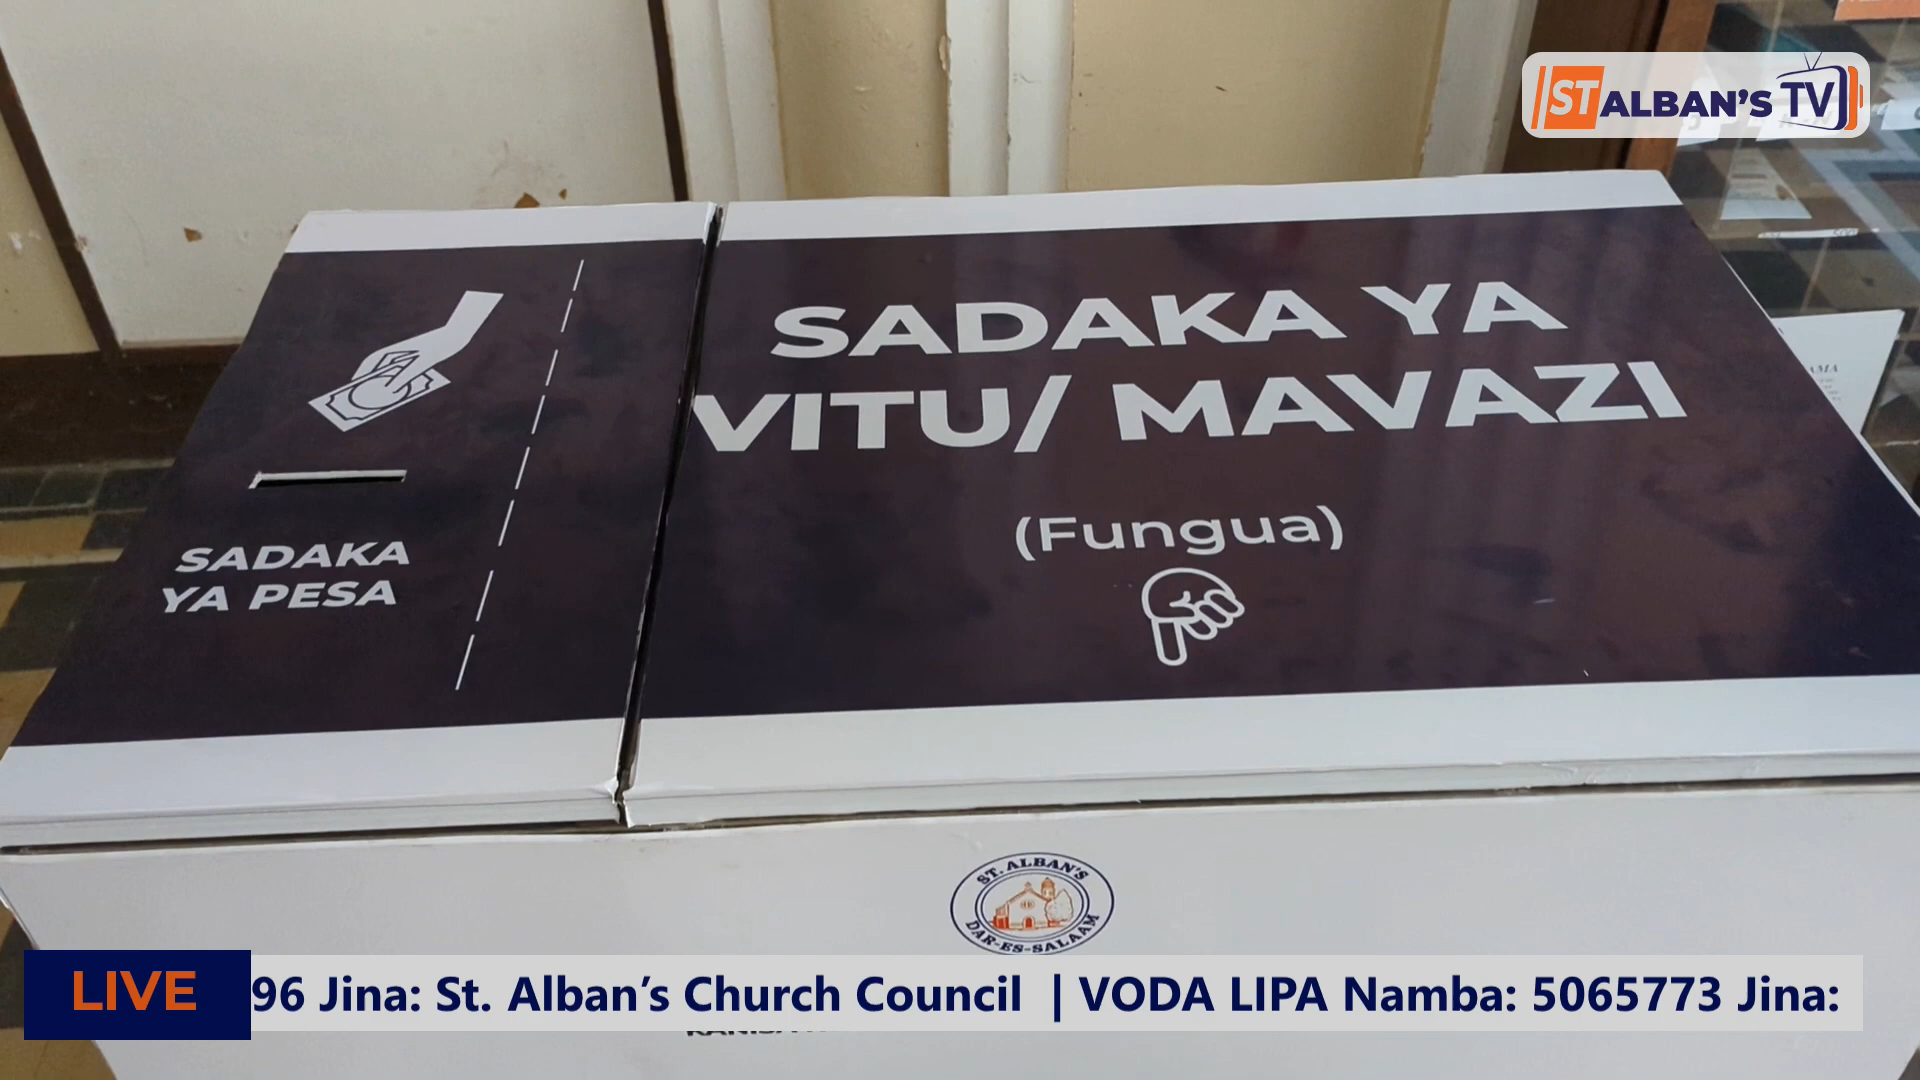 ST ALBAN'S TV
SADAKA YA
VITU/ MAVAZI
(Fungua)
SADAKA
YA PESA
ST. ALBAN'S
DAR-ES-SALAAM
LIVE
96 Jina: St. Alban's Church Council | VODA LIPA Namba: 5065773 Jina: